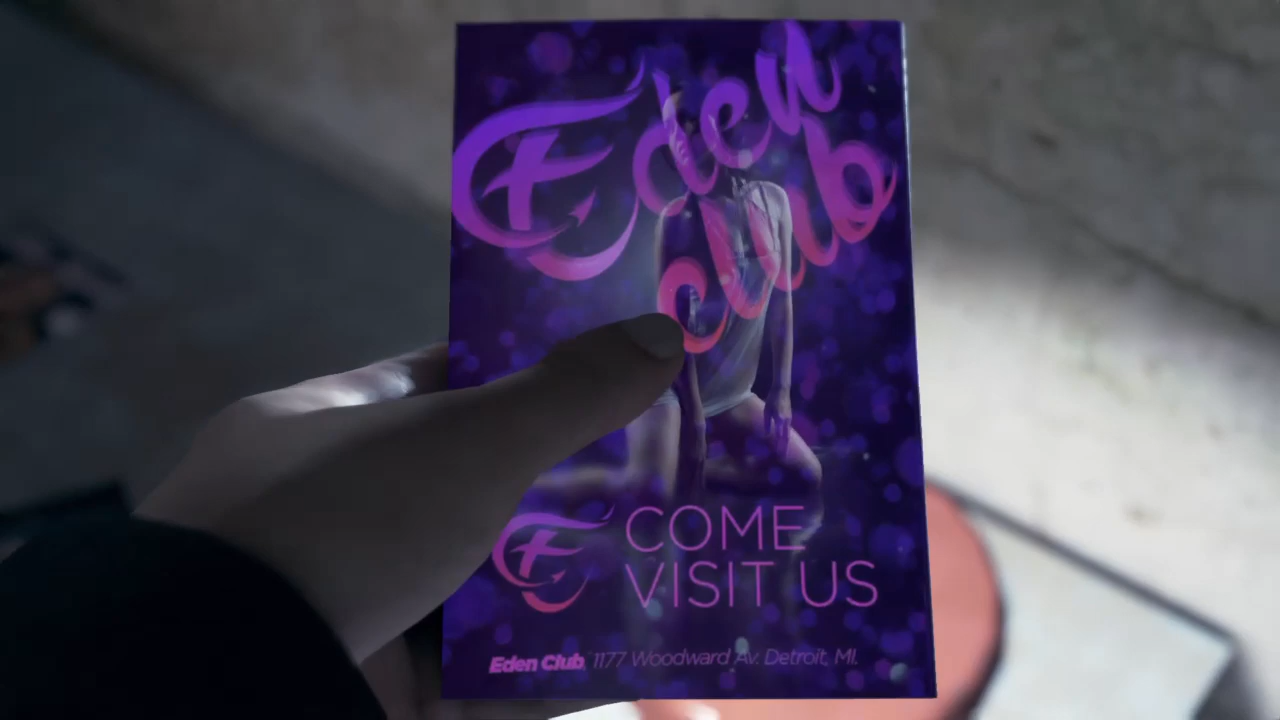 Eden
club
COME
VISIT US
Eden Club. 1177 Woodward Av. Detroit, MI.